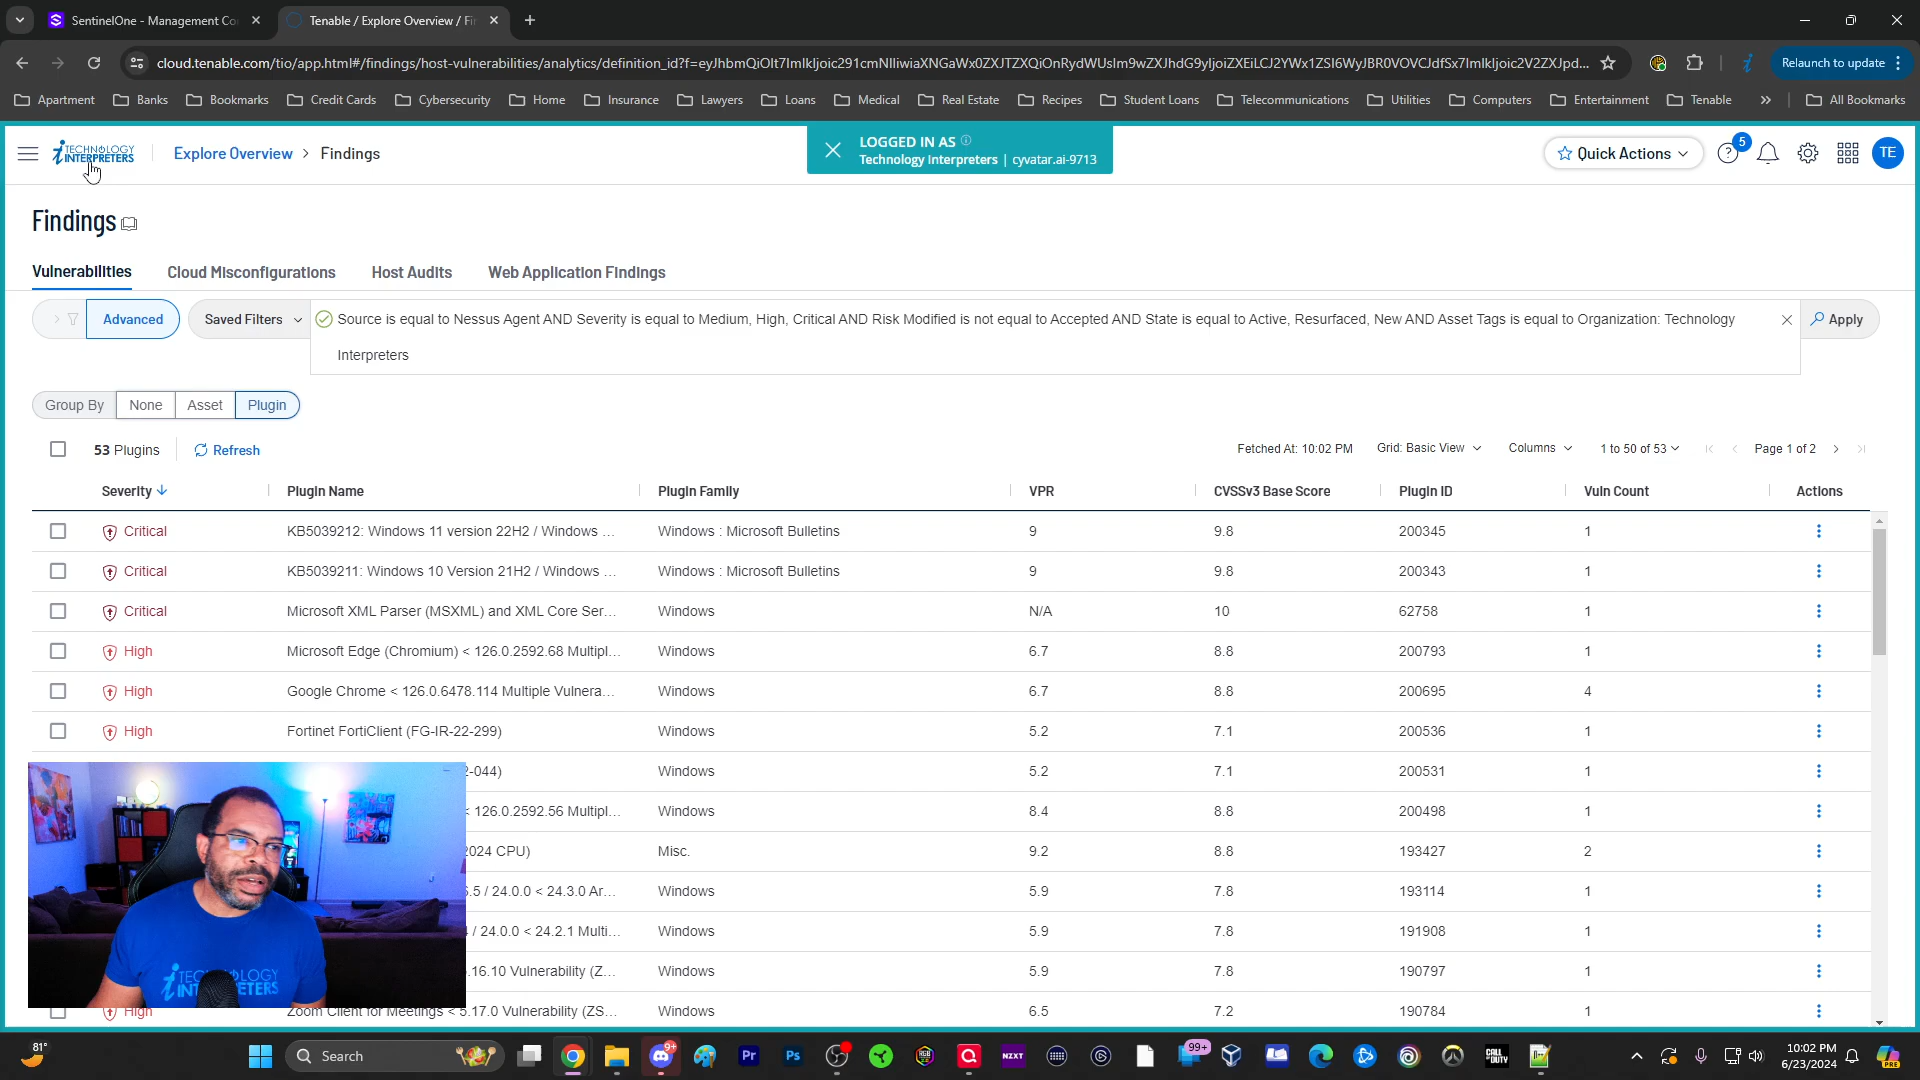 SentinelOne - Management Co
Tenable / Explore Overview / Fi
cloud.tenable.com/tio/app.html#/findings/host-vulnerabilities/analytics/definition_id?f=
Relaunch to update
Apartment
Banks
Bookmarks
Credit Cards
Cybersecurity
Home
Insurance
Lawyers
Loans
Medical
Real Estate
Recipes
Student Loans
Telecommunications
Utilities
Computers
Entertainment
Tenable
All Bookmarks
TECHNOLOGY
INTERPRETERS
Explore Overview > Findings
LOGGED IN AS
Technology Interpreters | cyvatar.ai-9713
Quick Actions
5
TE
Findings
Vulnerabilities
Cloud Misconfigurations
Host Audits
Web Application Findings
Advanced
Saved Filters
Source is equal to Nessus Agent AND Severity is equal to Medium, High, Critical AND Risk Modified is not equal to Accepted AND State is equal to Active, Resurfaced, New AND Asset Tags is equal to Organization: Technology
Interpreters
Apply
Group By None Asset Plugin
53 Plugins
Refresh
Fetched At: 10:02 PM
Grid: Basic View
Columns
1 to 50 of 53
Page 1 of 2
Severity Plugin Name Plugin Family VPR CVSSv3 Base Score Plugin ID Vuln Count Actions
Critical KB5039212: Windows 11 version 22H2 / Windows ... Windows : Microsoft Bulletins 9 9.8 200345 1
Critical KB5039211: Windows 10 Version 21H2 / Windows ... Windows : Microsoft Bulletins 9 9.8 200343 1
Critical Microsoft XML Parser (MSXML) and XML Core Ser... Windows N/A 10 62758 1
High Microsoft Edge (Chromium) < 126.0.2592.68 Multipl... Windows 6.7 8.8 200793 1
High Google Chrome < 126.0.6478.114 Multiple Vulnera... Windows 6.7 8.8 200695 4
High Fortinet FortiClient (FG-IR-22-299) Windows 5.2 7.1 200536 1
2-044) Windows 5.2 7.1 200531 1
< 126.0.2592.56 Multipl... Windows 8.4 8.8 200498 1
2024 CPU) Misc. 9.2 8.8 193427 2
.5 / 24.0.0 < 24.3.0 Ar... Windows 5.9 7.8 193114 1
/ 24.0.0 < 24.2.1 Multi... Windows 5.9 7.8 191908 1
.16.10 Vulnerability (Z... Windows 5.9 7.8 190797 1
High Zoom Client for Meetings < 5.17.0 Vulnerability (ZS... Windows 6.5 7.2 190784 1
81°
Search
9+
Pr
Ps
NZXT
99+
CALL DUTY
10:02 PM
6/23/2024
PRE